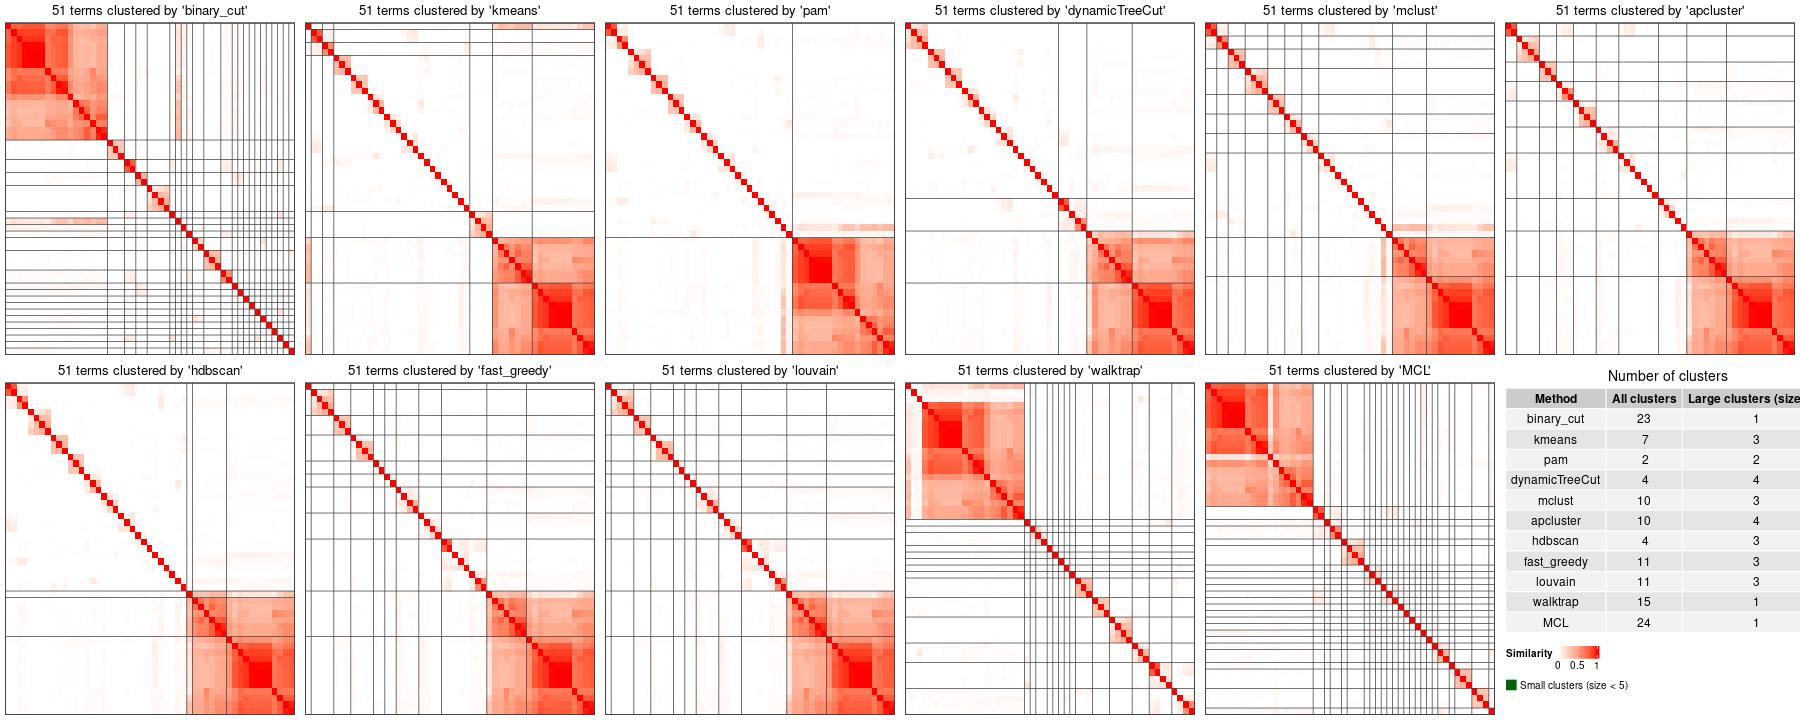 51 terms clustered by 'binary_cut'
51 terms clustered by 'kmeans'
51 terms clustered by 'pam'
51 terms clustered by 'dynamicTreeCut'
51 terms clustered by 'mclust'
51 terms clustered by 'apcluster'
51 terms clustered by 'hdbscan'
51 terms clustered by 'fast_greedy'
51 terms clustered by 'louvain'
51 terms clustered by 'walktrap'
51 terms clustered by 'MCL'
Number of clusters
Method All clusters Large clusters (size
binary_cut 23 1
kmeans 7 3
pam 2 2
dynamicTreeCut 4 4
mclust 10 3
apcluster 10 4
hdbscan 4 3
fast_greedy 11 3
louvain 11 3
walktrap 15 1
MCL 24 1
Similarity
0 0.5 1
Small clusters (size < 5)